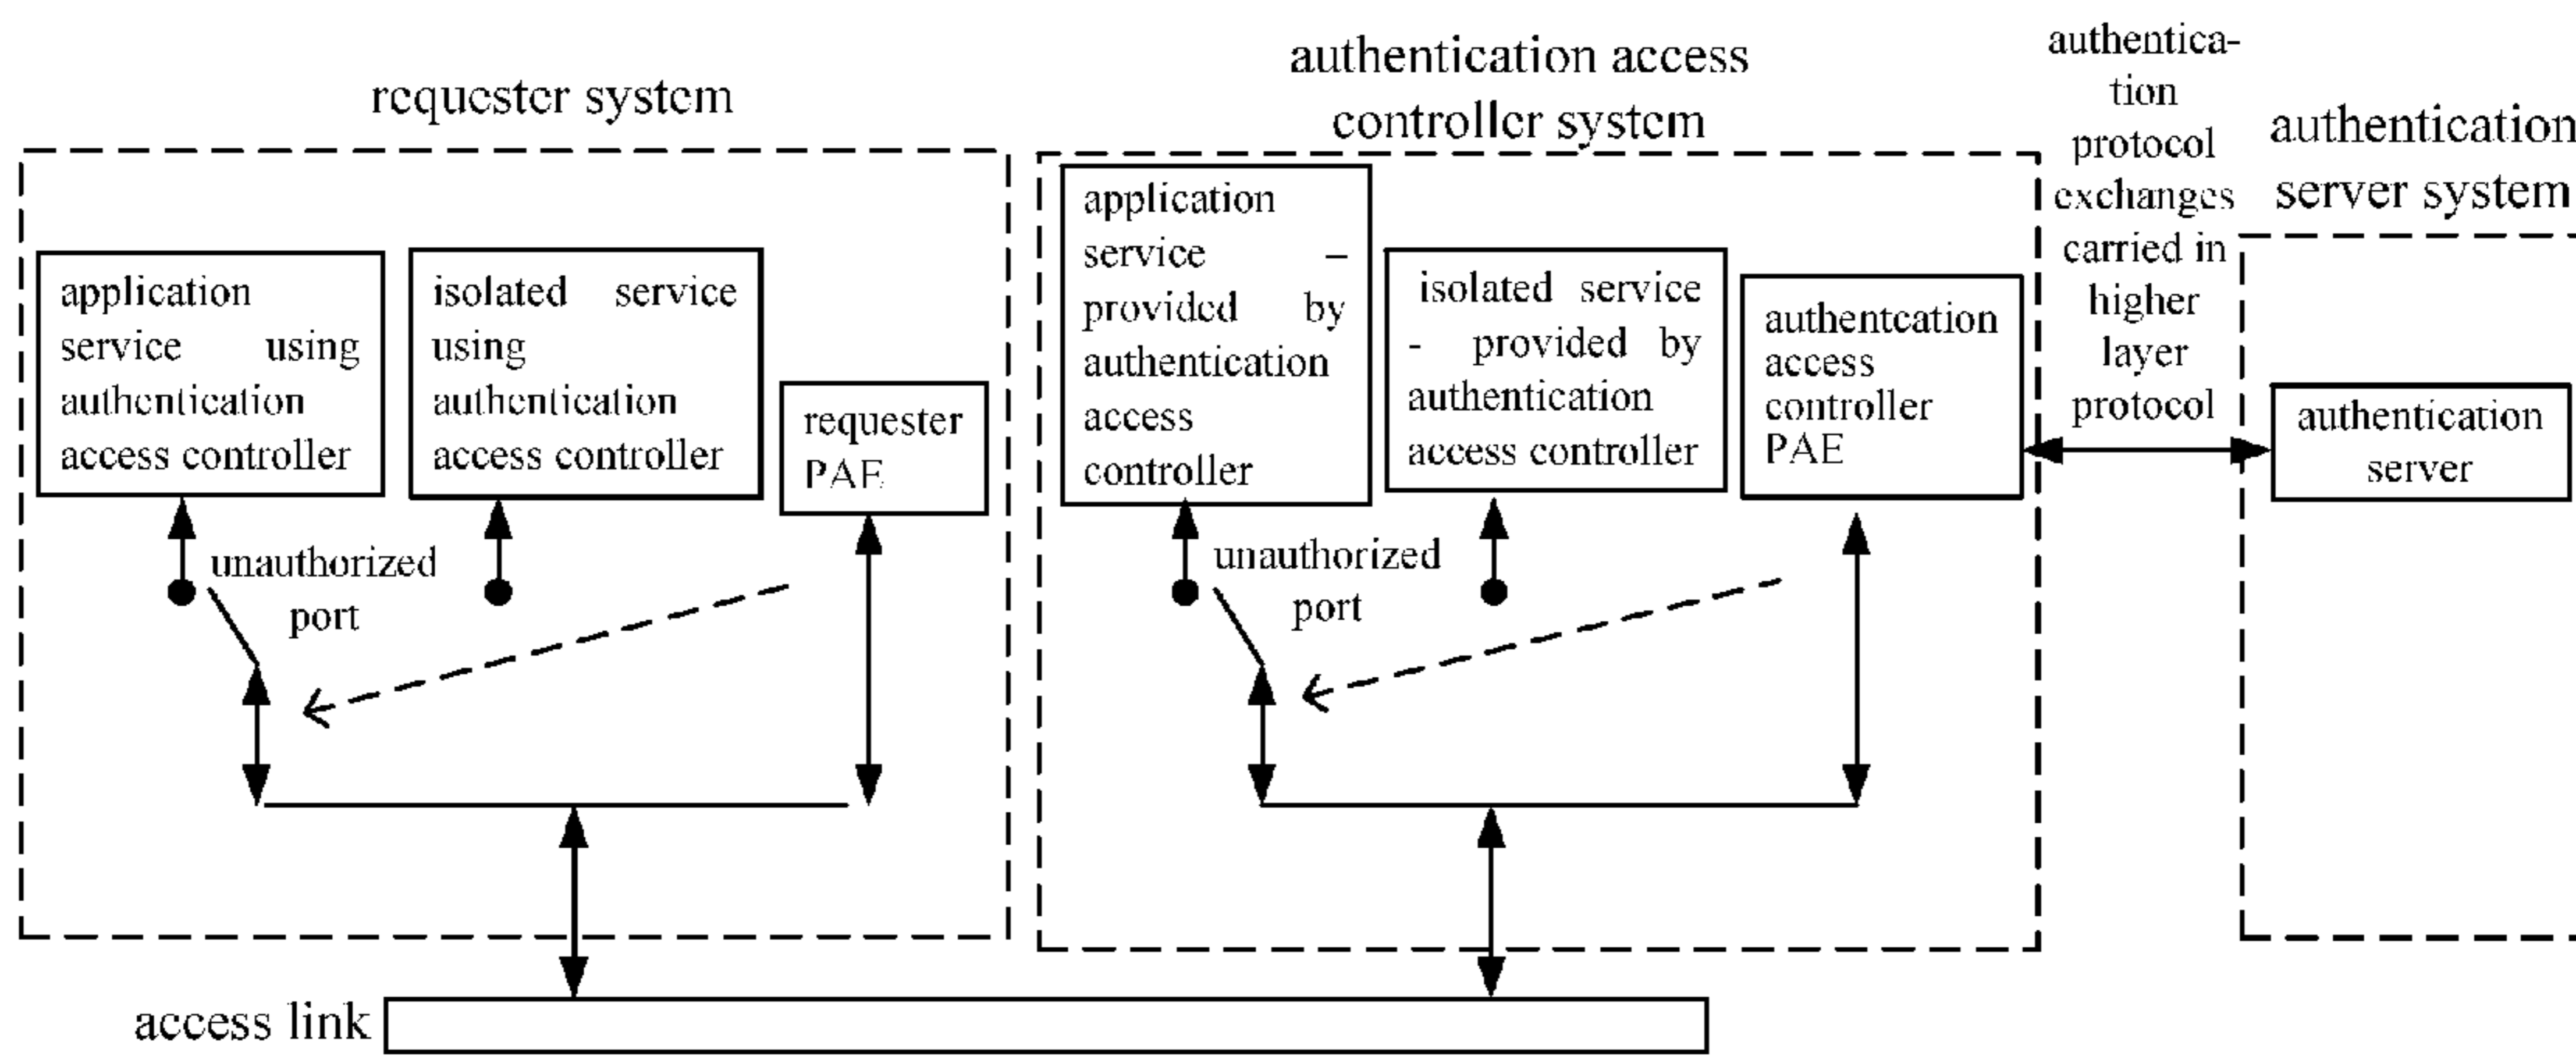 requester system
application
service using
authentication
access controller
isolated service
using
authentication
access controller
requester
PAE
unauthorized
port
authentication access
controller system
application
service –
provided by
authentication
access
controller
isolated service
- provided by
authentication
access controller
authentcation
access
controller
PAE
unauthorized
port
authentica-
tion
protocol
exchanges
carried in
higher
layer
protocol
authentication
server system
authentication
server
access link